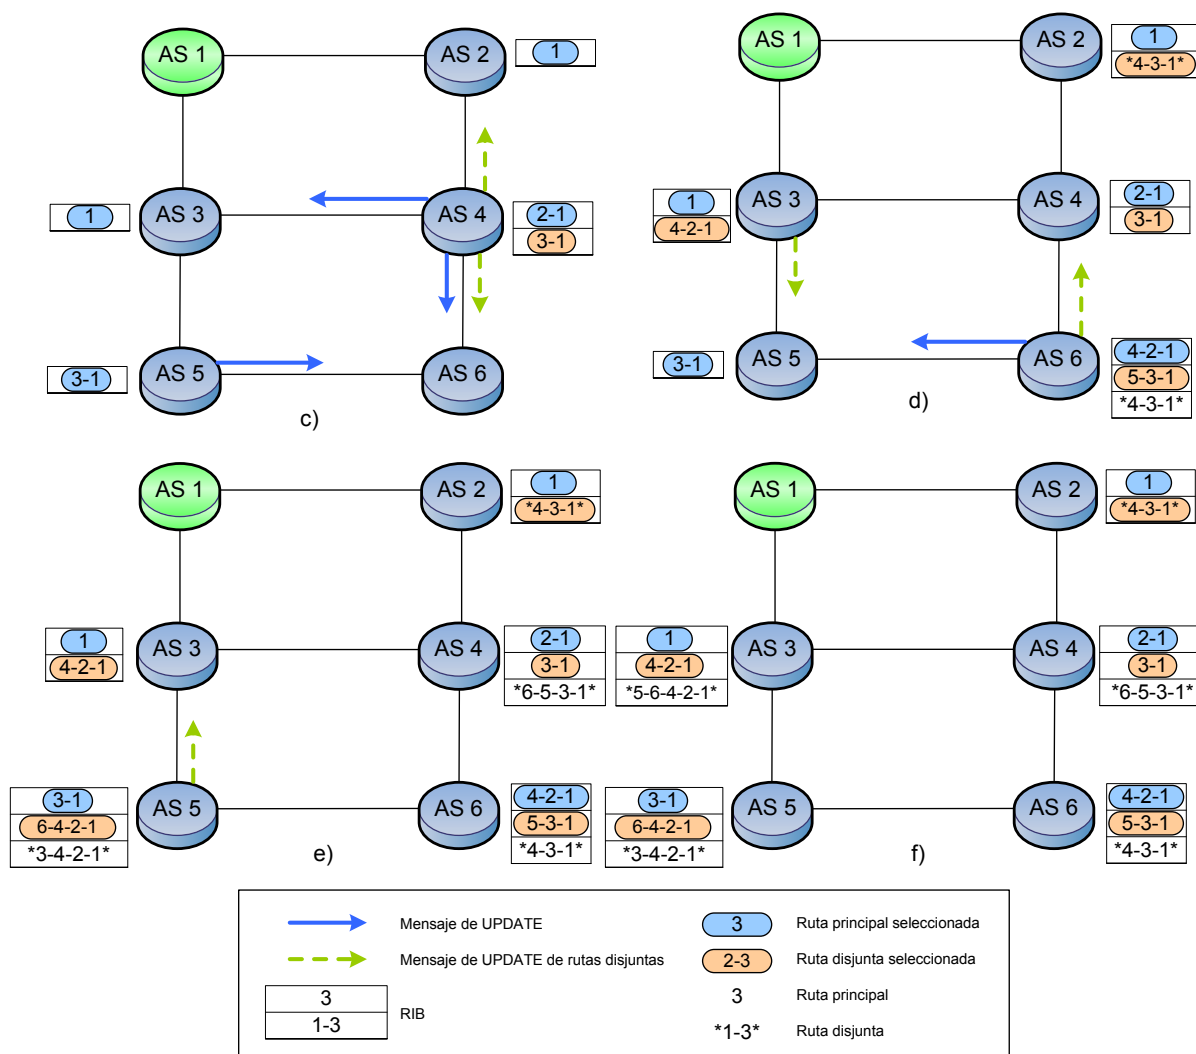 AS 1
AS 2
1
AS 3
1
AS 4
2-1
3-1
AS 5
3-1
AS 6
c)
AS 1
AS 2
1
*4-3-1*
AS 3
1
4-2-1
AS 4
2-1
3-1
AS 5
3-1
AS 6
4-2-1
5-3-1
*4-3-1*
d)
AS 1
AS 2
1
*4-3-1*
AS 3
1
4-2-1
AS 4
2-1
3-1
*6-5-3-1*
AS 5
3-1
6-4-2-1
*3-4-2-1*
AS 6
4-2-1
5-3-1
*4-3-1*
e)
AS 1
AS 2
1
*4-3-1*
AS 3
1
4-2-1
*5-6-4-2-1*
AS 4
2-1
3-1
*6-5-3-1*
AS 5
3-1
6-4-2-1
*3-4-2-1*
AS 6
4-2-1
5-3-1
*4-3-1*
f)
Mensaje de UPDATE
Mensaje de UPDATE de rutas disjuntas
3
1-3
RIB
3
Ruta principal seleccionada
2-3
Ruta disjunta seleccionada
3
Ruta principal
*1-3*
Ruta disjunta